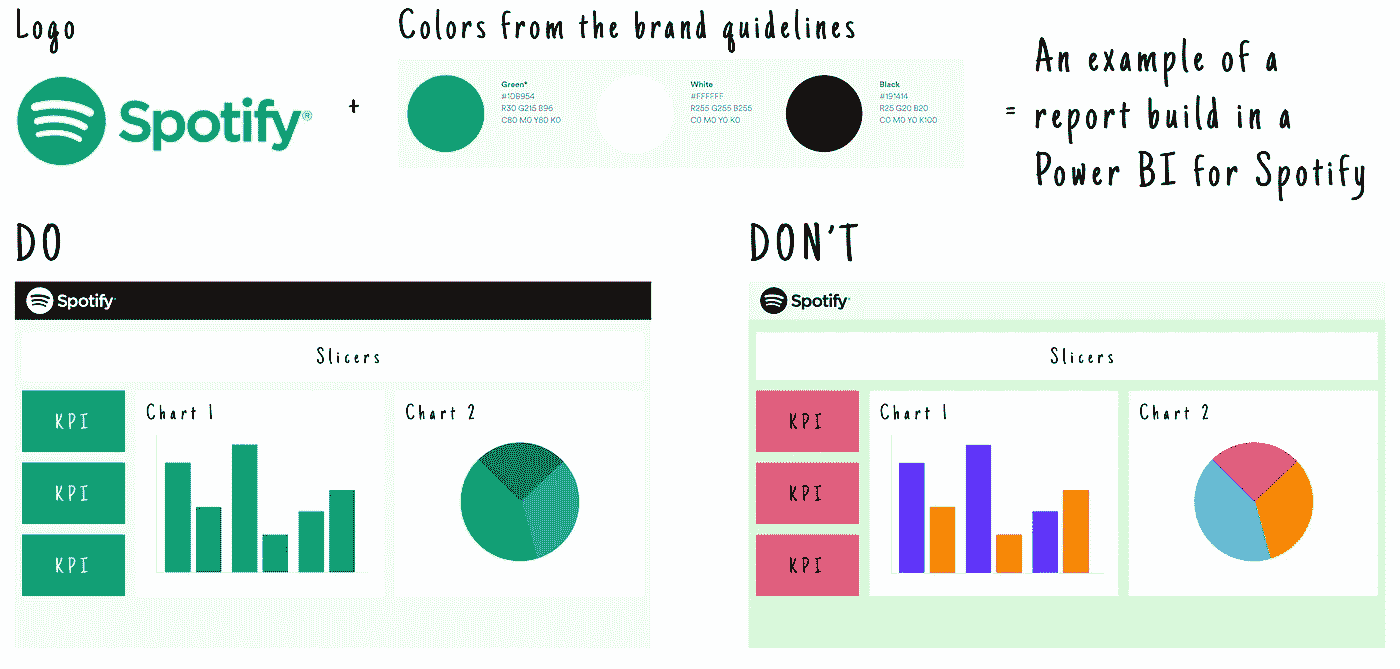 Logo
Colors from the brand guidelines
Spotify®
+
Green*
#1DB954
R30 G215 B96
C80 M0 Y80 K0
White
#FFFFFF
R255 G255 B255
C0 M0 Y0 K0
Black
#191414
R25 G20 B20
C0 M0 Y0 K100
=
An example of a
report build in a
Power BI for Spotify
DO
Spotify
Slicers
KPI
KPI
KPI
Chart 1
Chart 2
DON'T
Spotify
Slicers
KPI
KPI
KPI
Chart 1
Chart 2